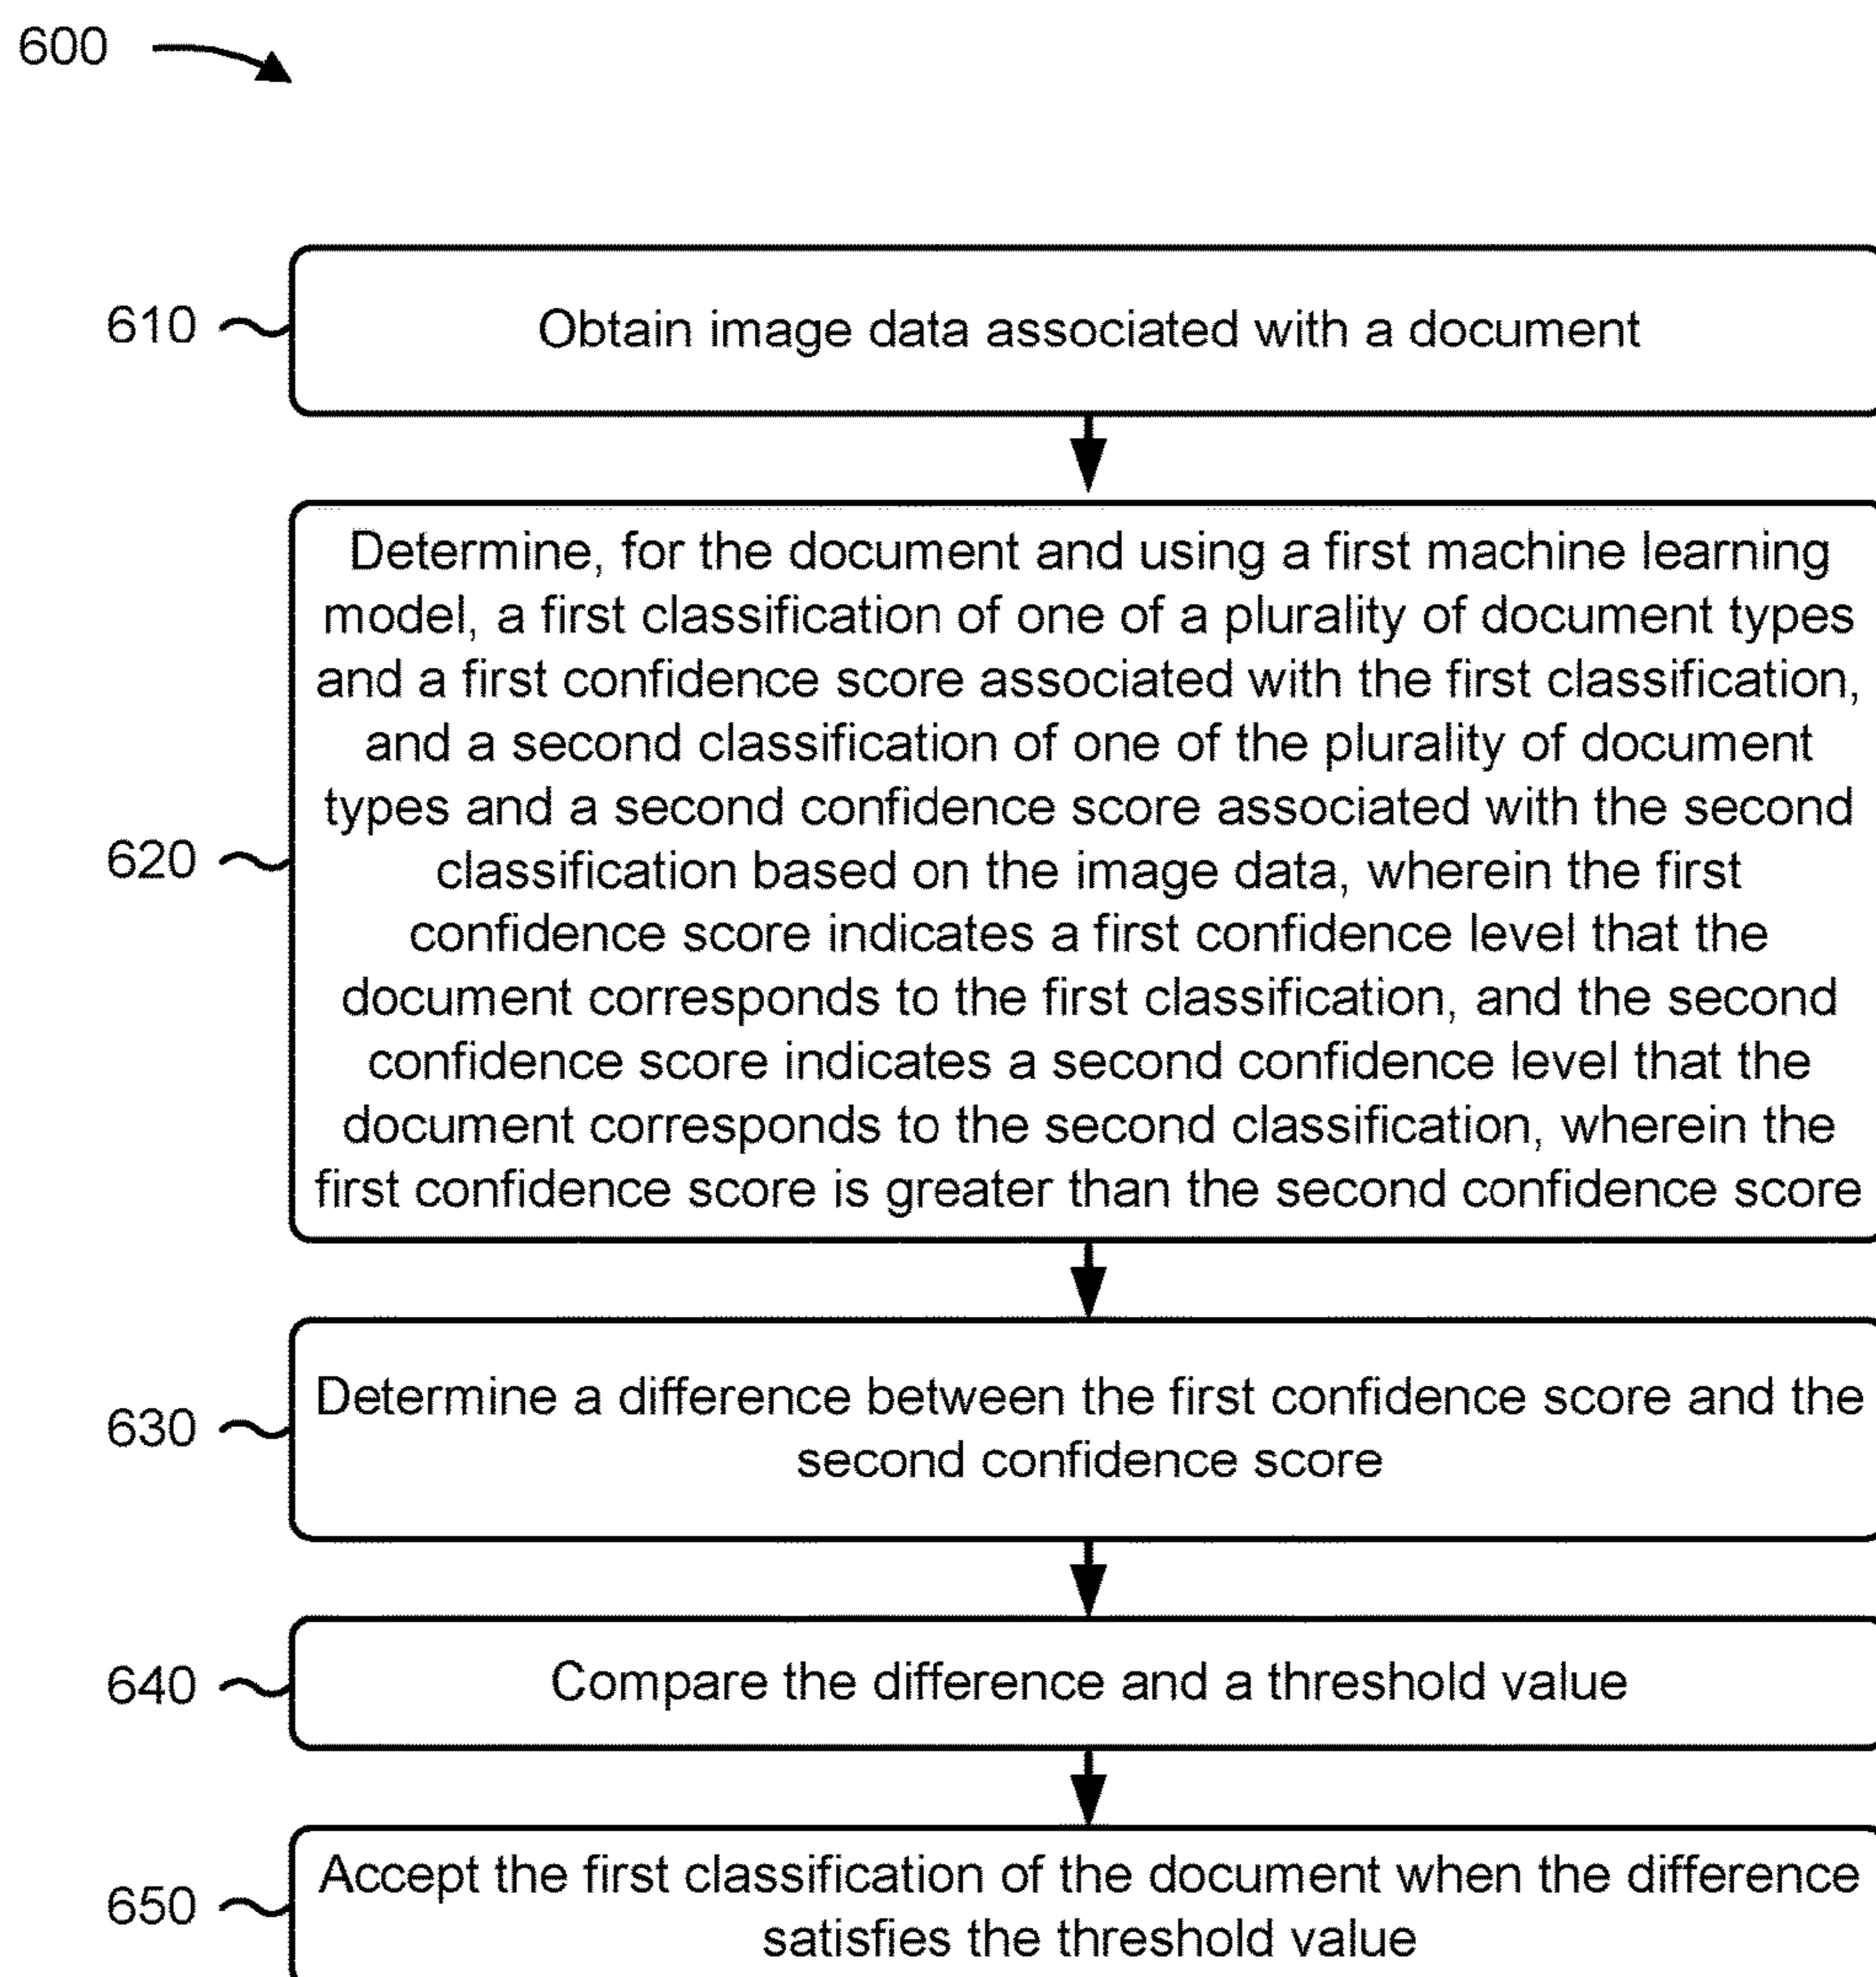 600
610
Obtain image data associated with a document
Determine, for the document and using a first machine learning
model, a first classification of one of a plurality of document types
and a first confidence score associated with the first classification,
and a second classification of one of the plurality of document
types and a second confidence score associated with the second
620
classification based on the image data, wherein the first
confidence score indicates a first confidence level that the
document corresponds to the first classification, and the second
confidence score indicates a second confidence level that the
document corresponds to the second classification, wherein the
first confidence score is greater than the second confidence score
630
Determine a difference between the first confidence score and the
second confidence score
640
Compare the difference and a threshold value
650
Accept the first classification of the document when the difference
satisfies the threshold value